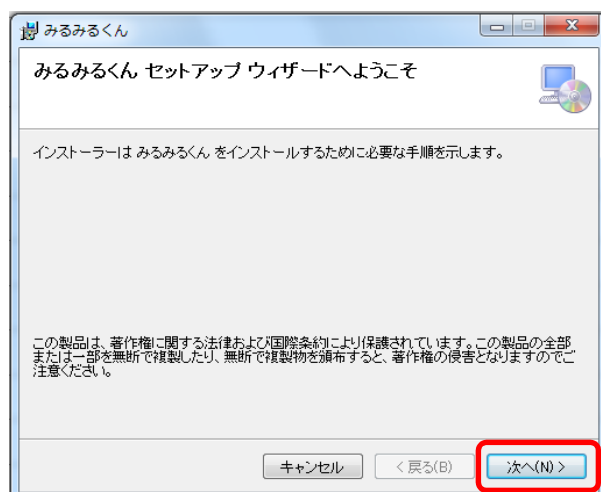 みるみるくん
みるみるくん セットアップ ウィザードへようこそ
インストーラーは みるみるくん をインストールするために必要な手順を示します。
この製品は、著作権に関する法律および国際条約により保護されています。この製品の全部
または一部を無断で複製したり、無断で複製物を頒布すると、著作権の侵害となりますのでご
注意ください。
キャンセル < 戻る(B) 次へ(N) >